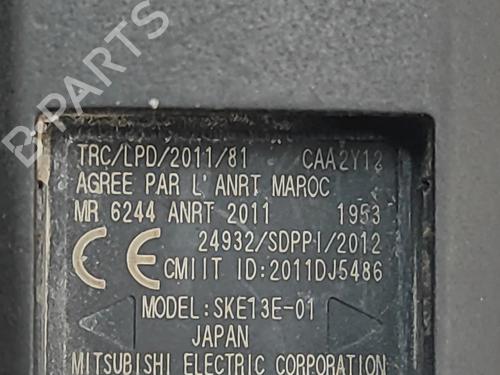 B-PARTS
TRC/LPD/2011/81 CAA2Y12
AGREE PAR L'ANRT MAROC
MR 6244 ANRT 2011 1953
24932/SDPPI/2012
CE CMIIT ID:2011DJ5486
MODEL:SKE13E-01
JAPAN
MITSUBISHI ELECTRIC CORPORATION